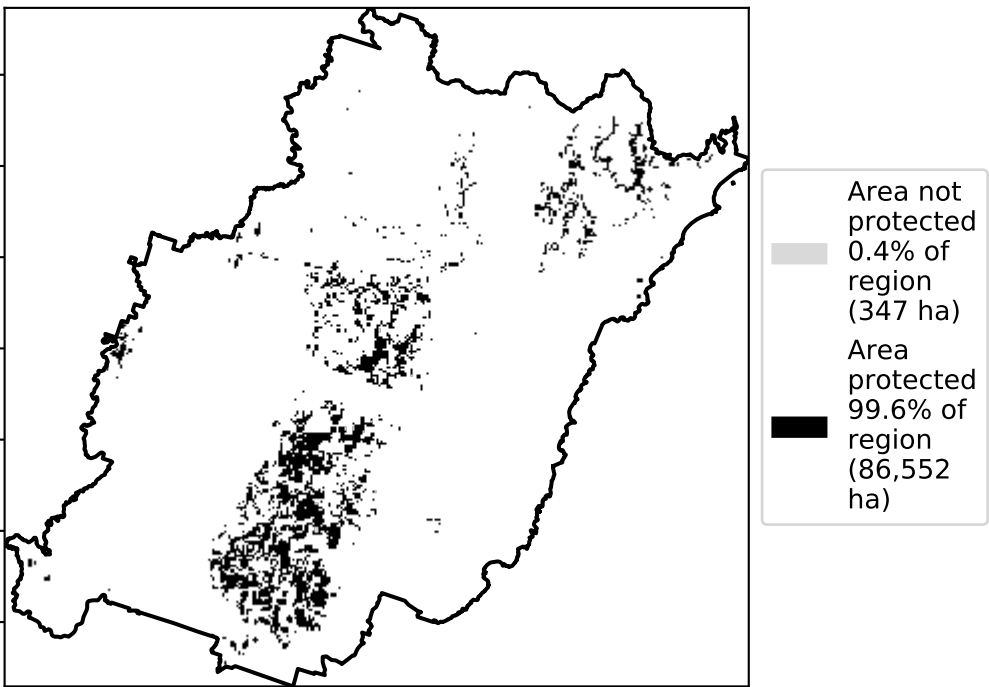 Area not
protected
0.4% of
region
(347 ha)
Area
protected
99.6% of
region
(86,552
ha)